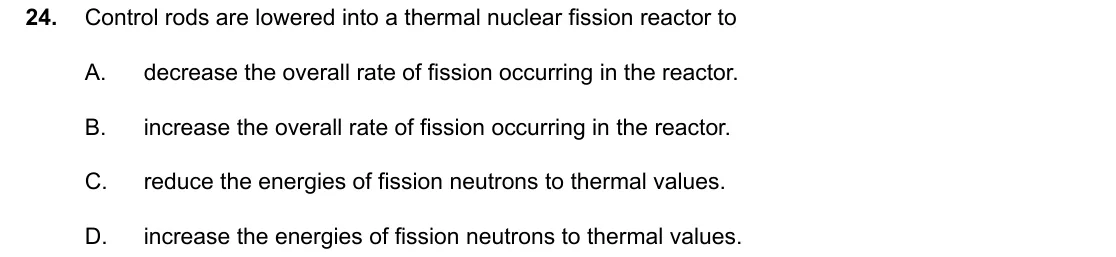 24. Control rods are lowered into a thermal nuclear fission reactor to
A. decrease the overall rate of fission occurring in the reactor.
B. increase the overall rate of fission occurring in the reactor.
C. reduce the energies of fission neutrons to thermal values.
D. increase the energies of fission neutrons to thermal values.